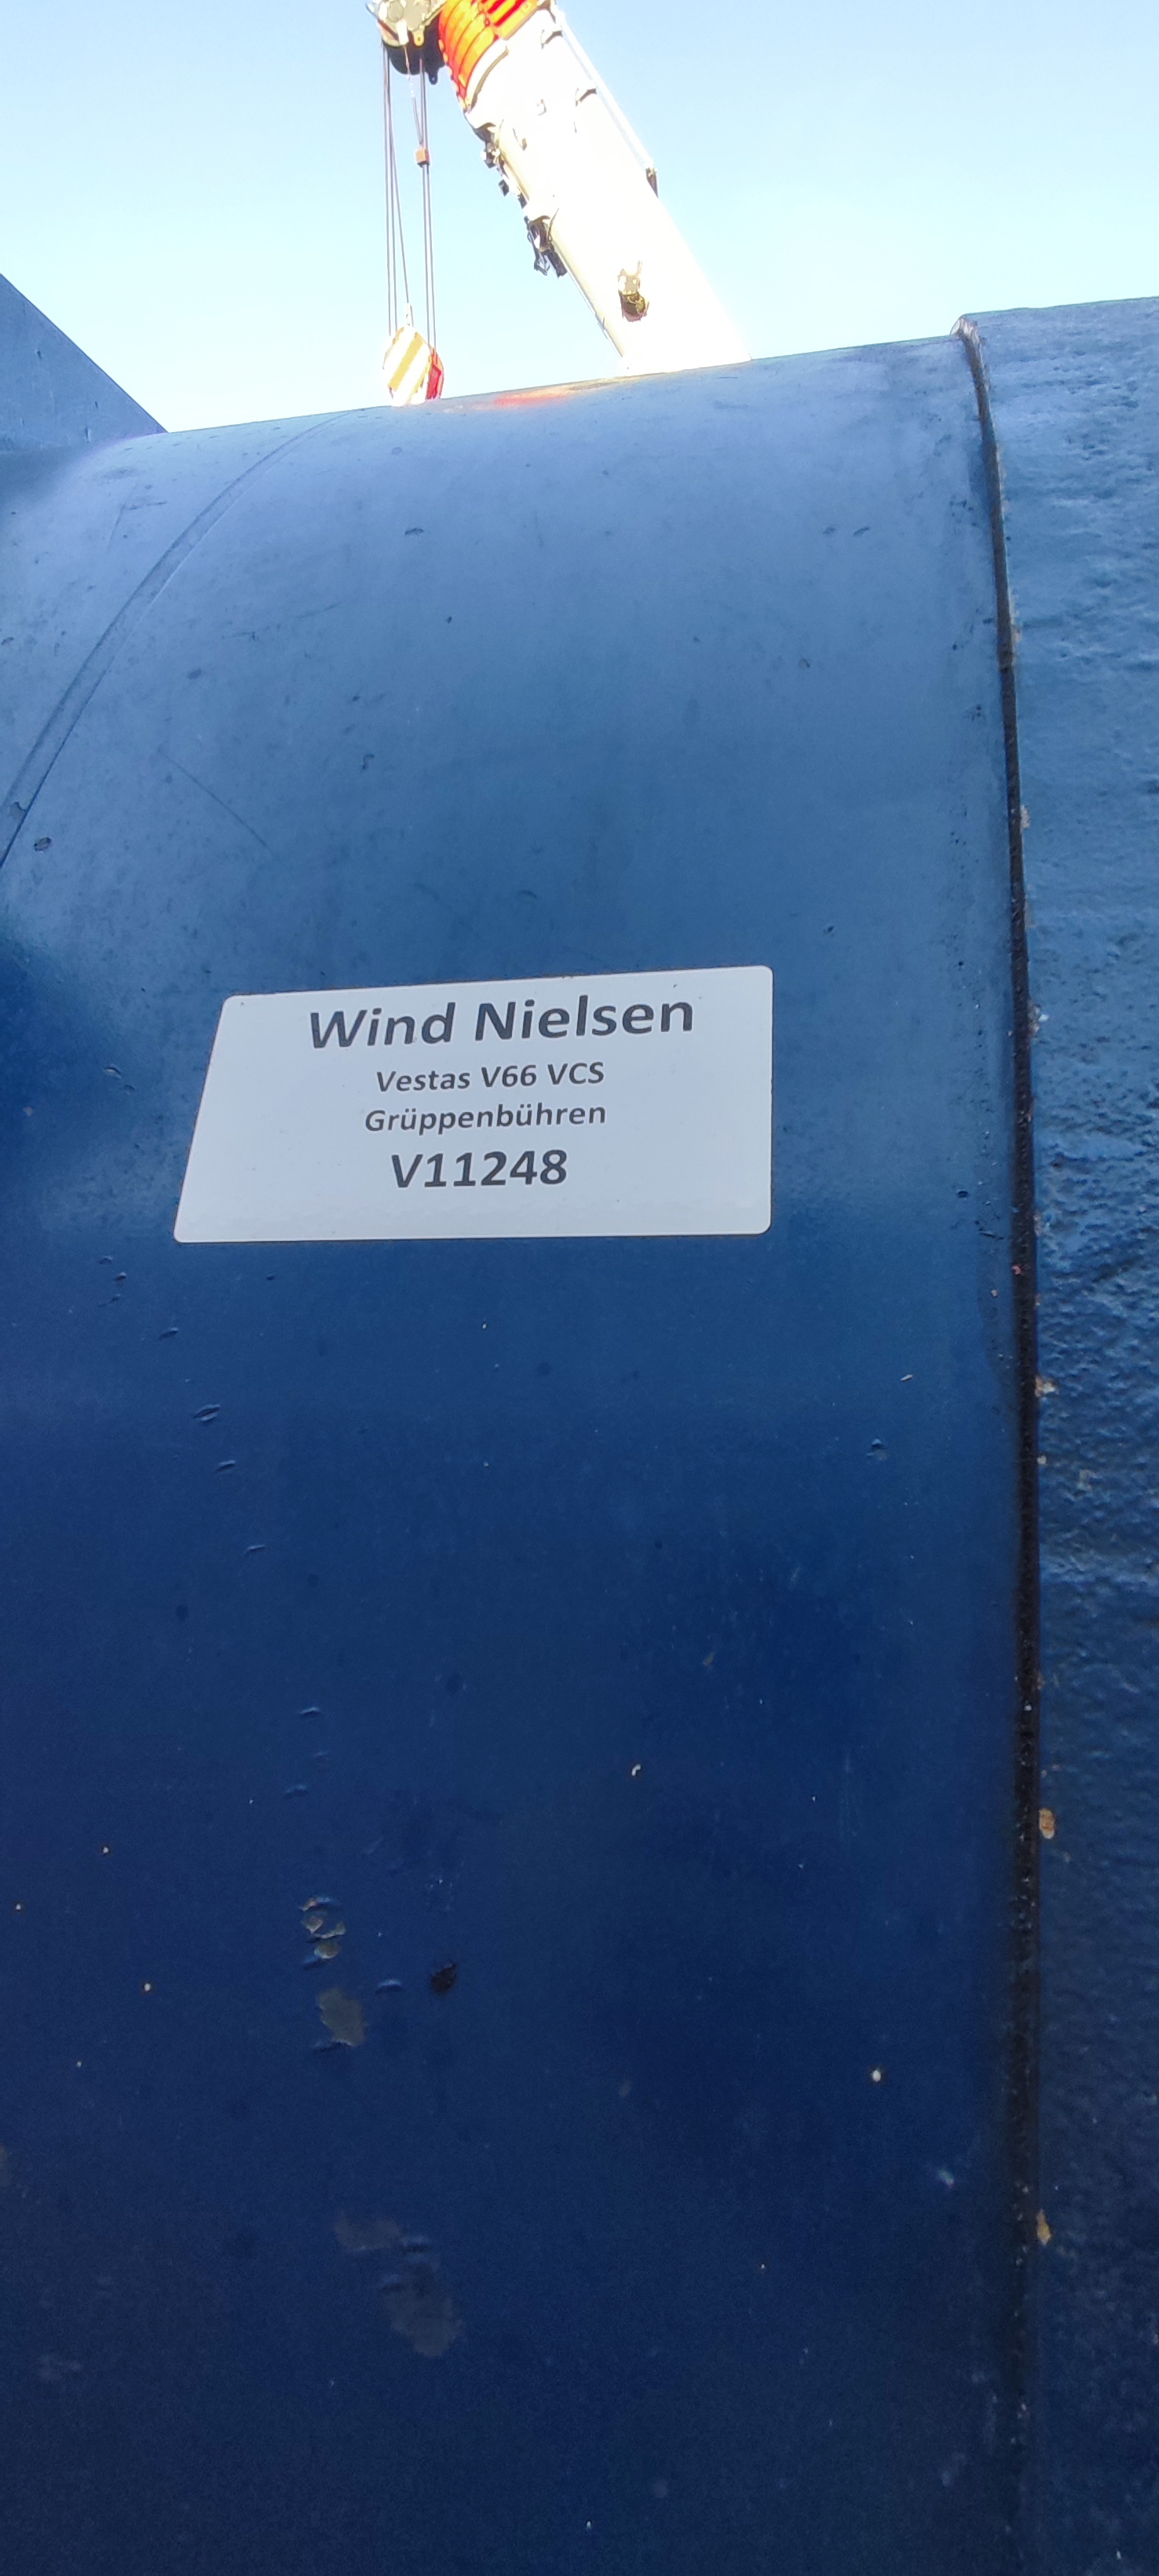 Wind Nielsen
Vestas V66 VCS
Grüppenbühren
V11248